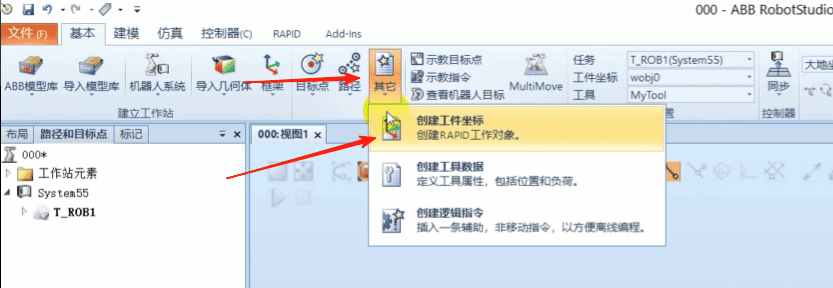 000 - ABB RobotStudio
文件(F) 基本 建模 仿真 控制器(C) RAPID Add-Ins
ABB模型库 导入模型库 机器人系统 导入几何体 框架 目标点 路径 其它
示教目标点
示教指令
查看机器人目标
MultiMove
任务 T_ROB1(System55)
工件坐标 wobj0
工具 MyTool
同步
大地坐
建立工作站
置
控制器
布局 路径和目标点 标记
000:视图1
000*
工作站元素
System55
T_ROB1
创建工件坐标
创建RAPID工作对象。
创建工具数据
定义工具属性，包括位置和负荷。
创建逻辑指令
插入一条辅助，非移动指令，以方便离线编程。